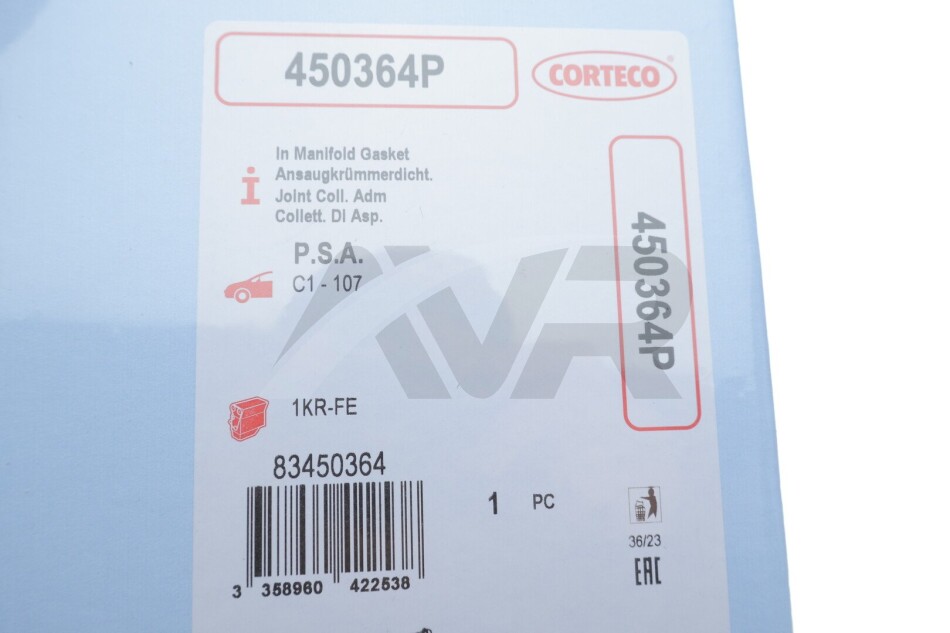 450364P
CORTECO
In Manifold Gasket
Ansaugkrümmerdicht.
Joint Coll. Adm
Collett. DI Asp.
P.S.A.
C1 - 107
450364P
AVR
1KR-FE
83450364
1 PC
36/23
EAC
3 358960 422538